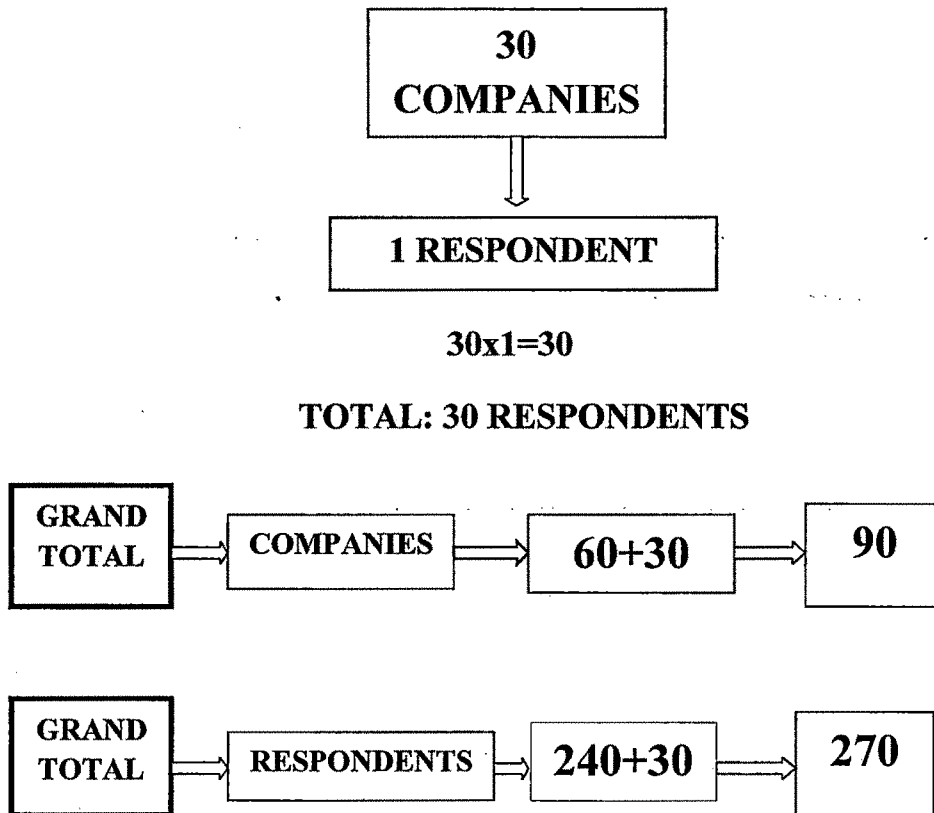 30
COMPANIES
1 RESPONDENT
30x1=30
TOTAL: 30 RESPONDENTS
GRAND
TOTAL
COMPANIES
60+30
90
GRAND
TOTAL
RESPONDENTS
240+30
270